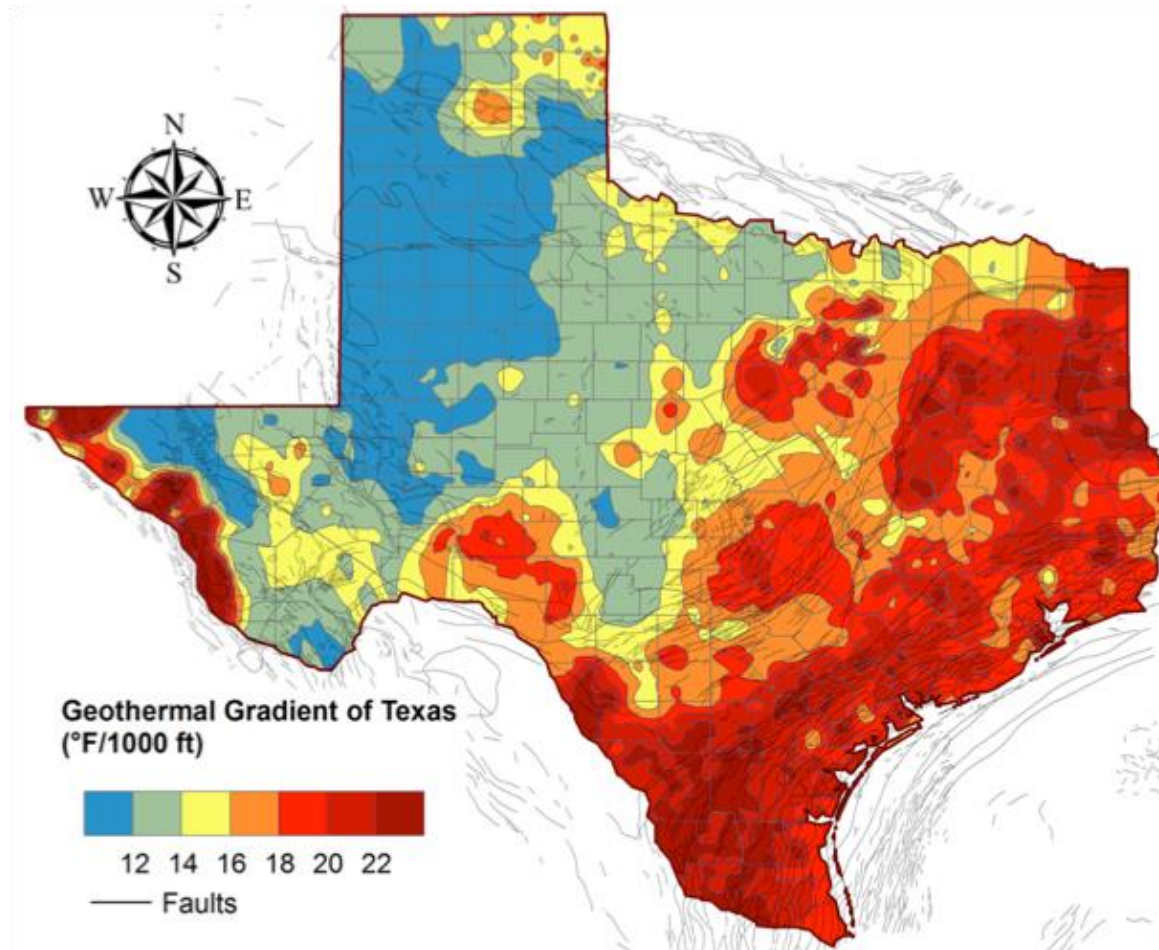 N
W E
S
Geothermal Gradient of Texas
(°F/1000 ft)
12 14 16 18 20 22
Faults